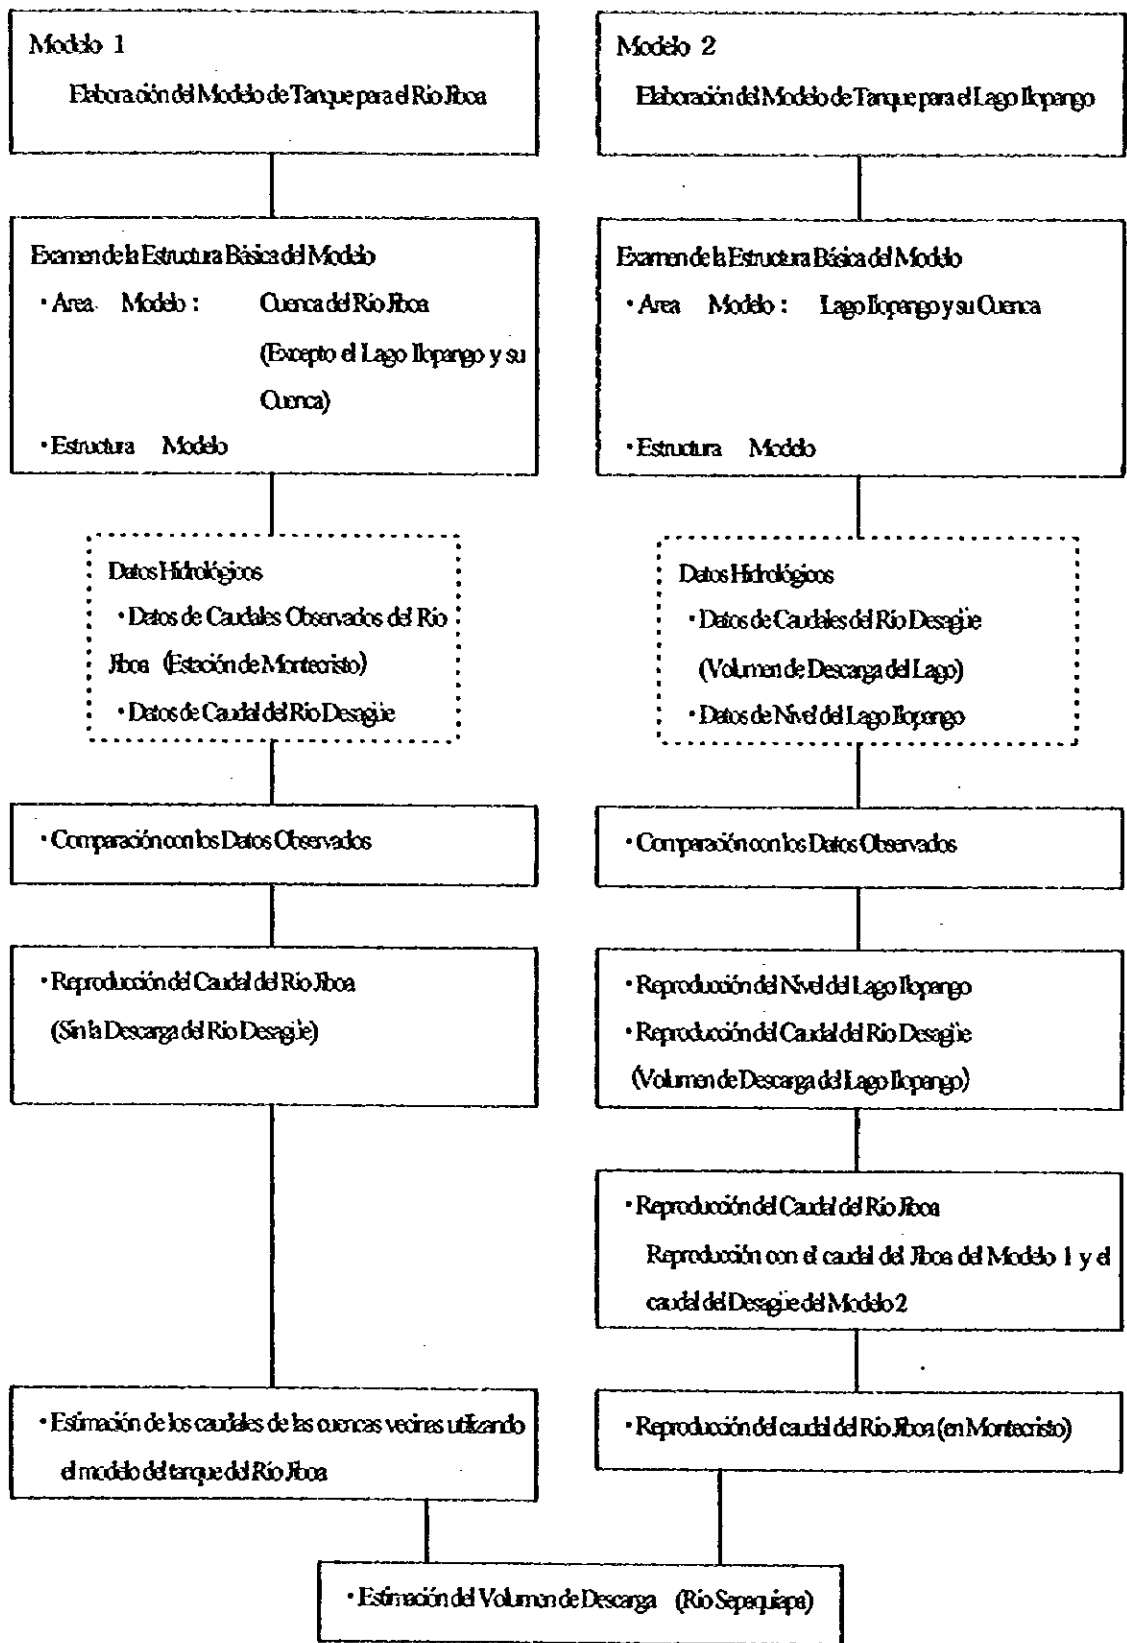 Modelo 1
Elaboración del Modelo de Tanque para el Río Jiboa
Examen de la Estructura Básica del Modelo
・Area Modelo : Cuenca del Río Jiboa
(Excepto el Lago Ilopango y su
Cuenca)
・Estructura Modelo
Datos Hidrológicos
・Datos de Caudales Observados del Río
Jiboa (Estación de Montecristo)
・Datos de Caudal del Río Desagüe
・Comparación con los Datos Observados
・Reproducción del Caudal del Río Jiboa
(Sin la Descarga del Río Desagüe)
・Estimación de los caudales de las cuencas vecinas utilizando
el modelo del tanque del Río Jiboa
Modelo 2
Elaboración del Modelo de Tanque para el Lago Ilopango
Examen de la Estructura Básica del Modelo
・Area Modelo : Lago Ilopango y su Cuenca
・Estructura Modelo
Datos Hidrológicos
・Datos de Caudales del Río Desagüe
(Volumen de Descarga del Lago)
・Datos de Nivel del Lago Ilopango
・Comparación con los Datos Observados
・Reproducción del Nivel del Lago Ilopango
・Reproducción del Caudal del Río Desagüe
(Volumen de Descarga del Lago Ilopango)
・Reproducción del Caudal del Río Jiboa
Reproducción con el caudal del Jiboa del Modelo 1 y el
caudal del Desagüe del Modelo 2
・Reproducción del caudal del Río Jiboa (en Montecristo)
・Estimación del Volumen de Descarga (Río Sepaquiapa)